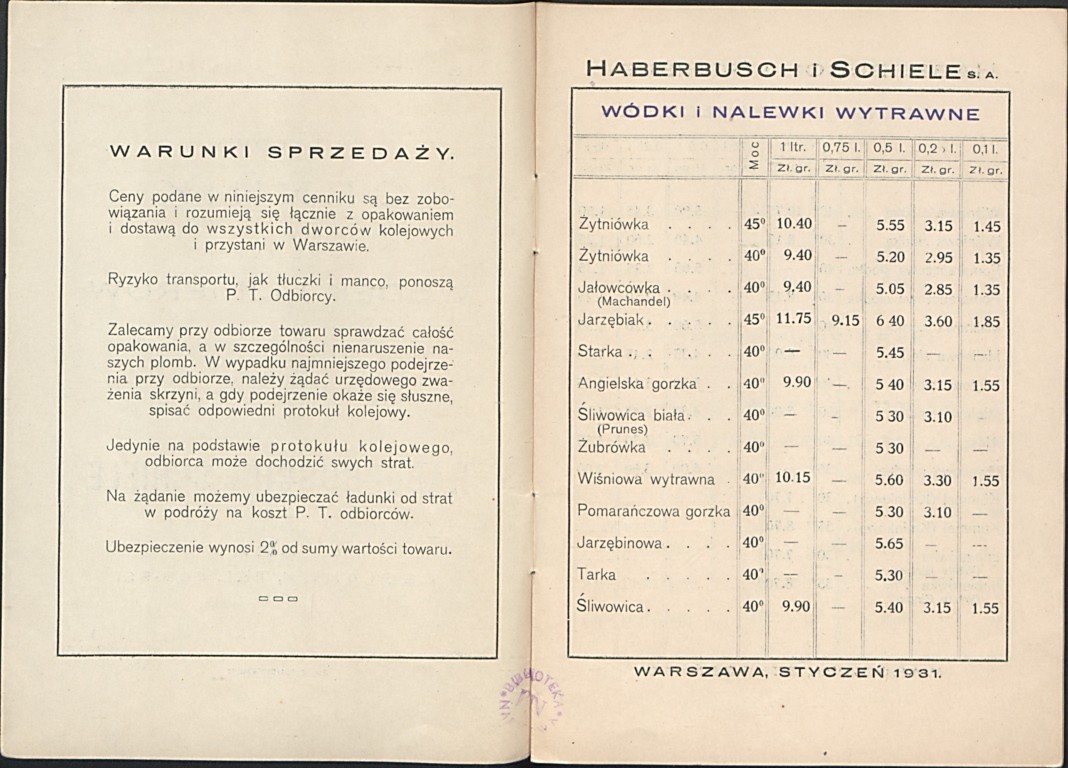 WARUNKI SPRZEDAŻY.
Ceny podane w niniejszym cenniku są bez zobo-
wiązania i rozumieją się łącznie z opakowaniem
i dostawą do wszystkich dworców kolejowych
i przystani w Warszawie.
Ryzyko transportu, jak tłuczki i manco, ponoszą
P. T. Odbiorcy.
Zalecamy przy odbiorze towaru sprawdzać całość
opakowania, a w szczególności nienaruszenie na-
szych plomb. W wypadku najmniejszego podejrze-
nia przy odbiorze, należy żądać urzędowego zwa-
żenia skrzyni, a gdy podejrzenie okaże się słuszne,
spisać odpowiedni protokuł kolejowy.
Jedynie na podstawie protokułu kolejowego,
odbiorca może dochodzić swych strat.
Na żądanie możemy ubezpieczać ładunki od strat
w podróży na koszt P. T. odbiorców.
Ubezpieczenie wynosi 2% od sumy wartości towaru.
HABERBUSCH i SCHIELE S. A.
WÓDKI i NALEWKI WYTRAWNE
Moc 1 ltr. 0,75 l. 0,5 l. 0,2 l. 0,1 l.
Zł. gr. Zł. gr. Zł. gr. Zł. gr. Zł. gr.
Żytniówka . . . . 45° 10.40 — 5.55 3.15 1.45
Żytniówka . . . . 40° 9.40 — 5.20 2.95 1.35
Jałowcówka . . . . 40° 9.40 — 5.05 2.85 1.35
(Machandel)
Jarzębiak . . . . . 45° 11.75 9.15 6 40 3.60 1.85
Starka . . . . . 40° — — 5.45 — —
Angielska gorzka . . 40° 9.90 — 5 40 3.15 1.55
Śliwowica biała . . 40° — - 5 30 3.10 -
(Prunes)
Żubrówka . . . . 40° — — 5 30 — —
Wiśniowa wytrawna . 40° 10.15 — 5.60 3.30 1.55
Pomarańczowa gorzka 40° — — 5.30 3.10 —
Jarzębinowa . . . . 40° — — 5.65 — —
Tarka . . . . . 40° — — 5.30 — —
Śliwowica . . . . . 40° 9.90 — 5.40 3.15 1.55
WARSZAWA, STYCZEŃ 1931.
BIBLIOTEKA